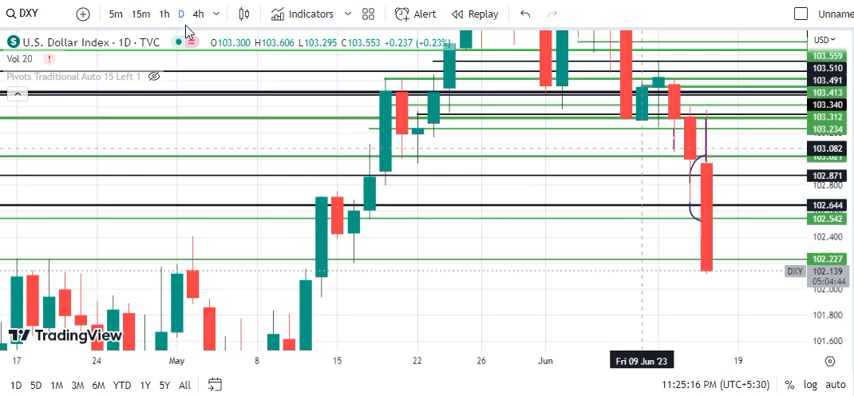 DXY 5m 15m 1h D 4h Indicators Alert Replay Unname
U.S. Dollar Index · 1D · TVC O103.300 H103.606 L103.295 C103.553 +0.237 (+0.23%) USD
Vol 20
Pivots Traditional Auto 15 Left 1
103.559
103.510
103.491
103.413
103.340
103.312
103.234
103.082
103.021
102.871
102.800
102.644
102.542
102.400
102.227
DXY 102.139
05:04:44
102.000
101.600
TradingView
17 24 May 8 15 22 26 Jun Fri 09 Jun '23 19
1D 5D 1M 3M 6M YTD 1Y 5Y All 11:25:16 PM (UTC+5:30) % log auto